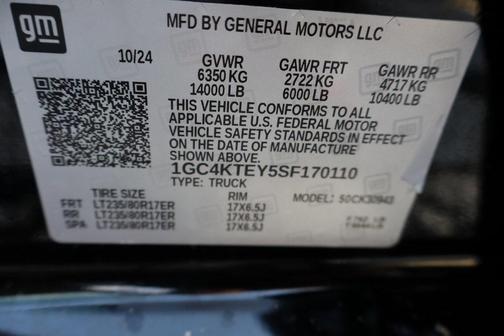 gm
MFD BY GENERAL MOTORS LLC
10/24 GVWR GAWR FRT GAWR RR
6350 KG 2722 KG 4717 KG
14000 LB 6000 LB 10400 LB
THIS VEHICLE CONFORMS TO ALL
APPLICABLE U.S. FEDERAL MOTOR
VEHICLE SAFETY STANDARDS IN EFFECT
ON THE DATE OF MANUFACTURE
SHOWN ABOVE.
1GC4KTEY5SF170110
TYPE: TRUCK
TIRE SIZE RIM MODEL:
FRT LT235/80R17ER 17X6.5J
RR LT235/80R17ER 17X6.5J
SPA LT235/80R17ER 17X6.5J